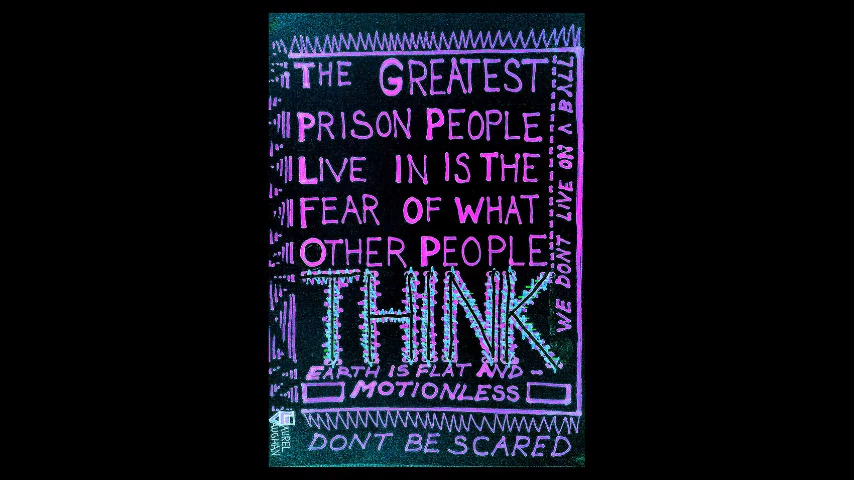 THE GREATEST
PRISON PEOPLE
LIVE IN IS THE
FEAR OF WHAT
OTHER PEOPLE
THINK
EARTH IS FLAT AND -
MOTIONLESS
DONT BE SCARED
WE DONT LIVE ON A BALL